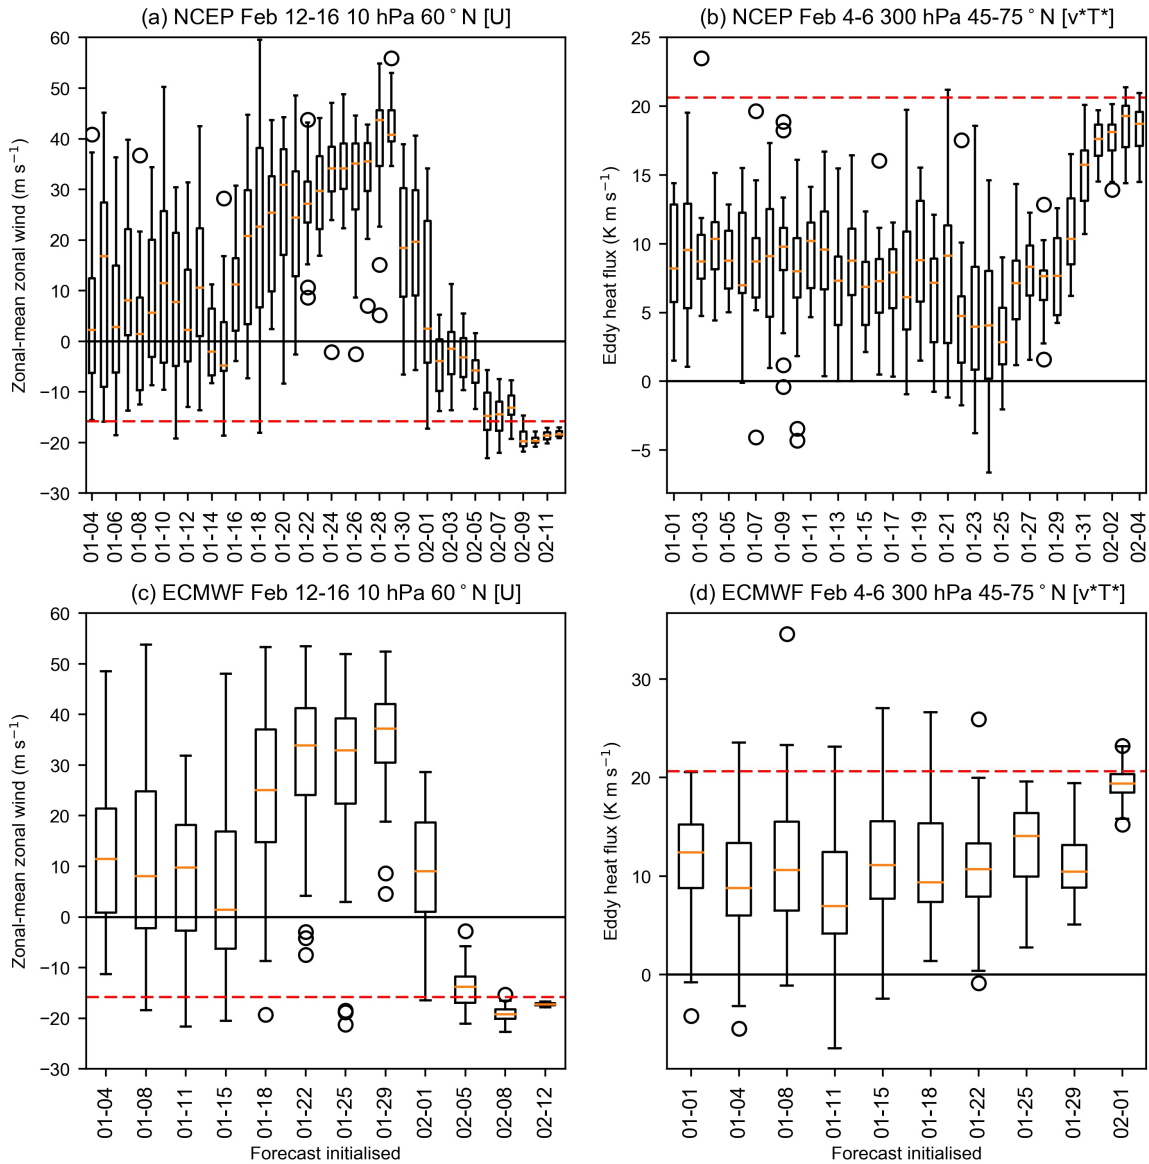 (a) NCEP Feb 12-16 10 hPa 60°N [U]
Zonal-mean zonal wind (m s⁻¹)
60
50
40
30
20
10
0
−10
−20
−30
01-04 01-06 01-08 01-10 01-12 01-14 01-16 01-18 01-20 01-22 01-24 01-26 01-28 01-30 02-01 02-03 02-05 02-07 02-09 02-11
(b) NCEP Feb 4-6 300 hPa 45-75°N [v*T*]
Eddy heat flux (K m s⁻¹)
25
20
15
10
5
0
−5
01-01 01-03 01-05 01-07 01-09 01-11 01-13 01-15 01-17 01-19 01-21 01-23 01-25 01-27 01-29 01-31 02-02 02-04
(c) ECMWF Feb 12-16 10 hPa 60°N [U]
Zonal-mean zonal wind (m s⁻¹)
60
50
40
30
20
10
0
−10
−20
−30
01-04 01-08 01-11 01-15 01-18 01-22 01-25 01-29 02-01 02-05 02-08 02-12
Forecast initialised
(d) ECMWF Feb 4-6 300 hPa 45-75°N [v*T*]
Eddy heat flux (K m s⁻¹)
30
20
10
0
01-01 01-04 01-08 01-11 01-15 01-18 01-22 01-25 01-29 02-01
Forecast initialised